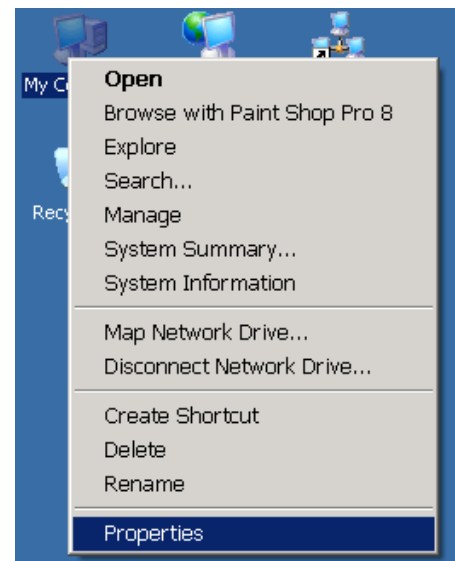 My C
Open
Browse with Paint Shop Pro 8
Explore
Search...
Recy
Manage
System Summary...
System Information
Map Network Drive...
Disconnect Network Drive...
Create Shortcut
Delete
Rename
Properties